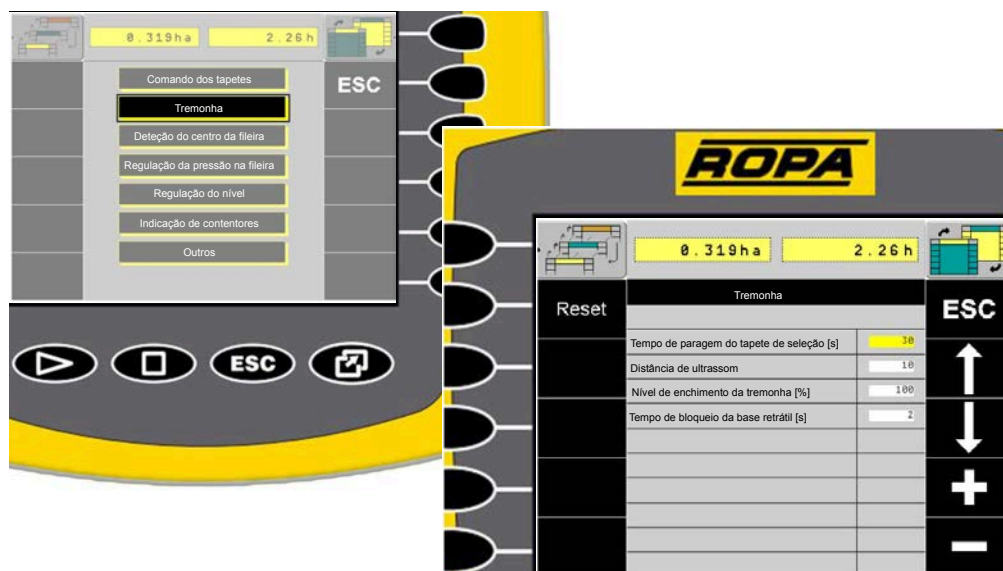 0.319ha 2.26h
Comando dos tapetes
ESC
Tremonha
Deteção do centro da fileira
Regulação da pressão na fileira
Regulação do nível
Indicação de contentores
Outros
ESC
ROPA
0.319ha 2.26h
Reset
Tremonha
ESC
Tempo de paragem do tapete de seleção [s] 30
Distância de ultrassom 10
Nível de enchimento da tremonha [%] 100
Tempo de bloqueio da base retrátil [s] 2